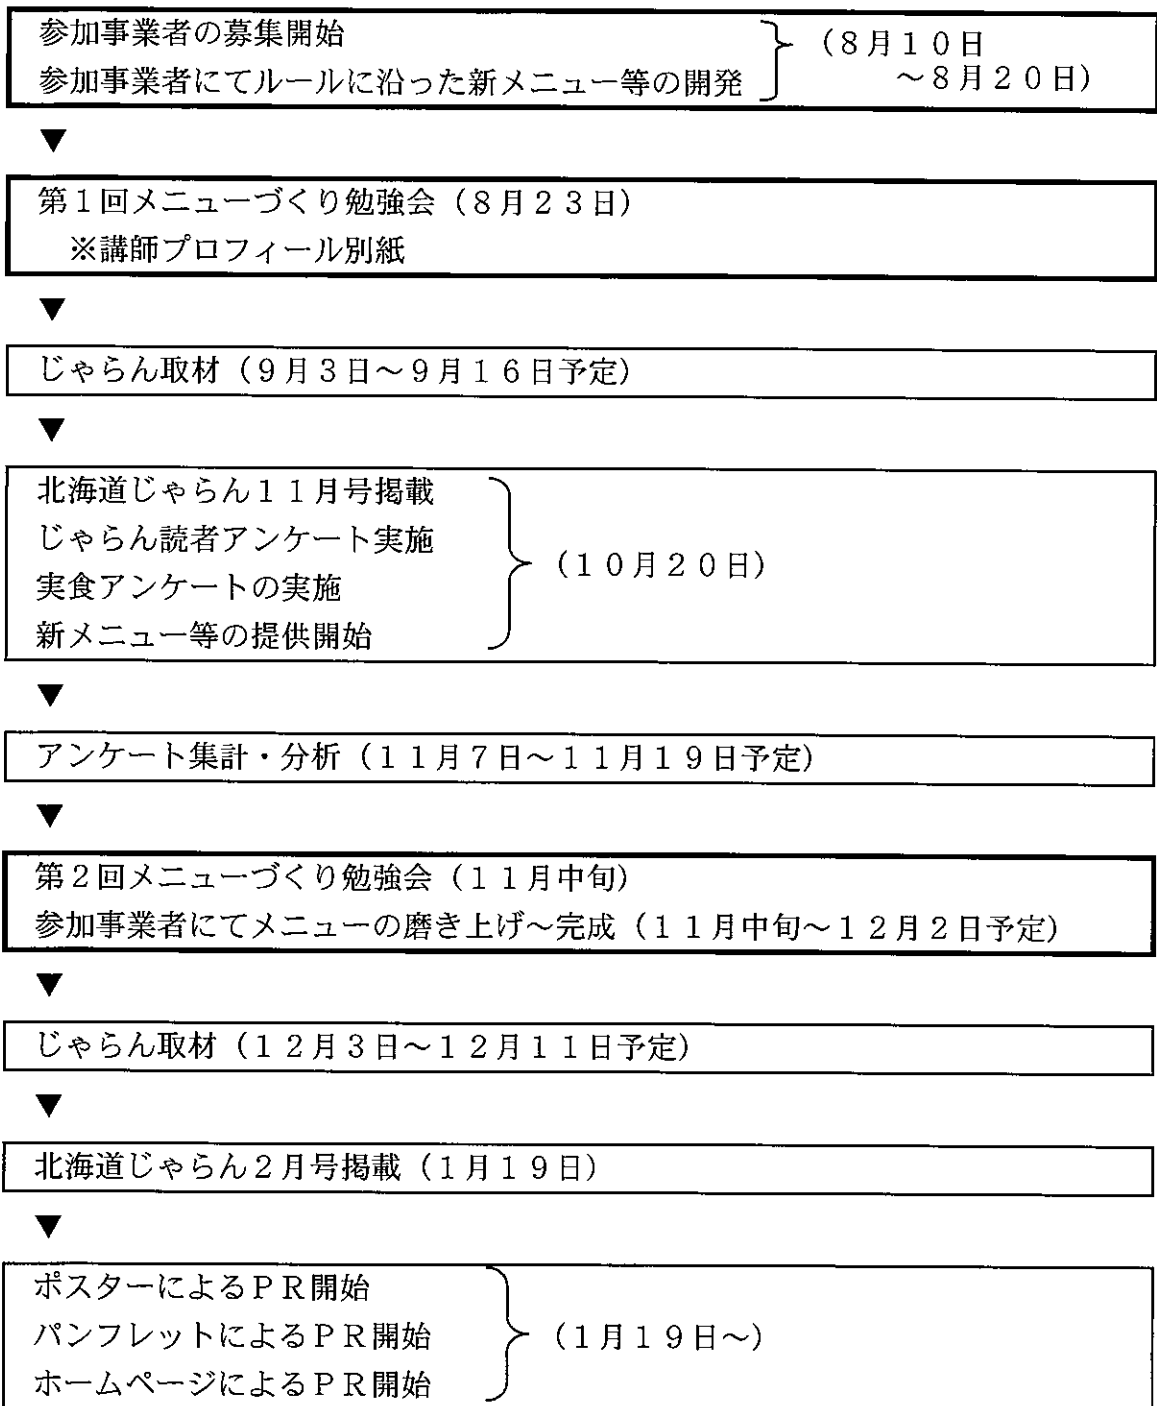 参加事業者の募集開始
参加事業者にてルールに沿った新メニュー等の開発
(8月10日
～8月20日)
▼
第1回メニューづくり勉強会(8月23日)
※講師プロフィール別紙
▼
じゃらん取材(9月3日～9月16日予定)
▼
北海道じゃらん11月号掲載
じゃらん読者アンケート実施
実食アンケートの実施
新メニュー等の提供開始
(10月20日)
▼
アンケート集計・分析(11月7日～11月19日予定)
▼
第2回メニューづくり勉強会(11月中旬)
参加事業者にてメニューの磨き上げ～完成(11月中旬～12月2日予定)
▼
じゃらん取材(12月3日～12月11日予定)
▼
北海道じゃらん2月号掲載(1月19日)
▼
ポスターによるPR開始
パンフレットによるPR開始
ホームページによるPR開始
(1月19日～)